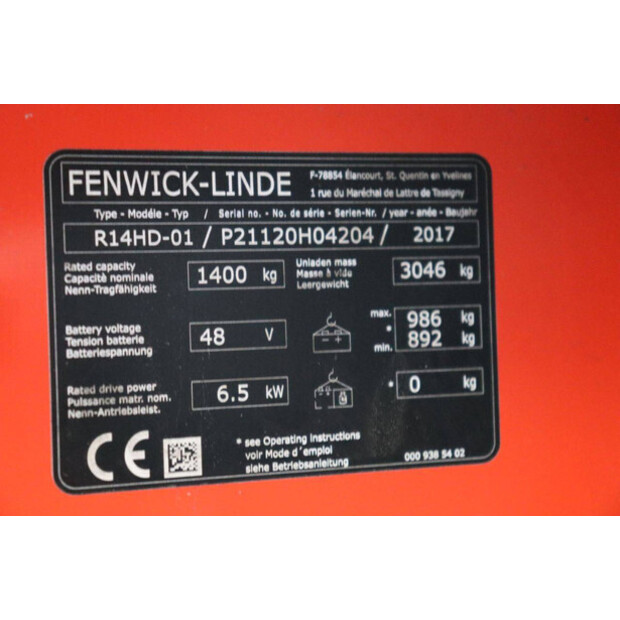 FENWICK-LINDE
F-78854 Élancourt, St. Quentin en Yvelines
1 rue du Maréchal de Lattre de Tassigny
Type - Modéle - Typ / Serial no. - No. de série - Serien-Nr. / year - anée - Baujahr
R14HD-01 / P21120H04204 / 2017
Rated capacity
Capacité nominale
Nenn-Tragfähigkeit
1400 kg
Unladen mass
Masse à vide
Leergewicht
3046 kg
Battery voltage
Tension batterie
Batteriespannung
48 V
max. 986 kg
*
min. 892 kg
Rated drive power
Puissance matr. nom.
Nenn-Antriebsleist.
6.5 kW
* 0 kg
CE
* see Operating Instructions
voir Mode d'emploi
siehe Betriebsanleitung
000 938 54 02